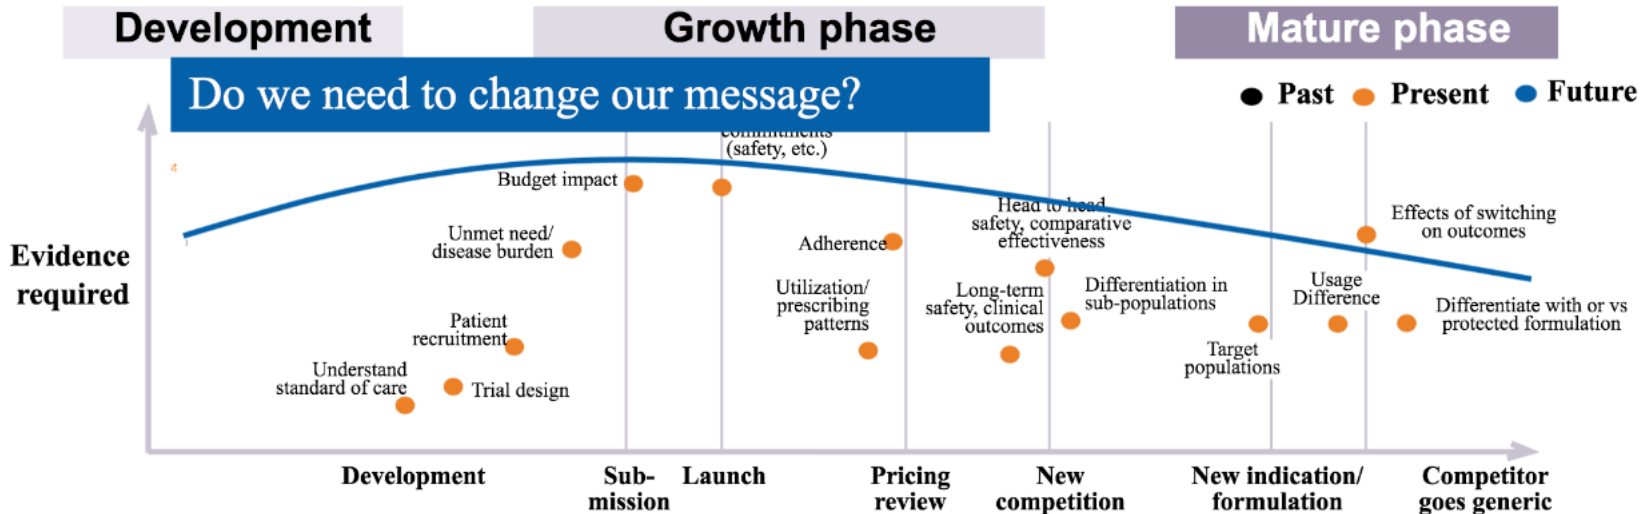 Development
Growth phase
Mature phase
Do we need to change our message?
Past
Present
Future
commitments
(safety, etc.)
Budget impact
Head to head
safety, comparative
effectiveness
Effects of switching
on outcomes
Unmet need/
disease burden
Adherence
Evidence
required
Utilization/
prescribing
patterns
Long-term
safety, clinical
outcomes
Differentiation in
sub-populations
Usage
Difference
Differentiate with or vs
protected formulation
Patient
recruitment
Target
populations
Understand
standard of care
Trial design
Development
Sub-
mission
Launch
Pricing
review
New
competition
New indication/
formulation
Competitor
goes generic